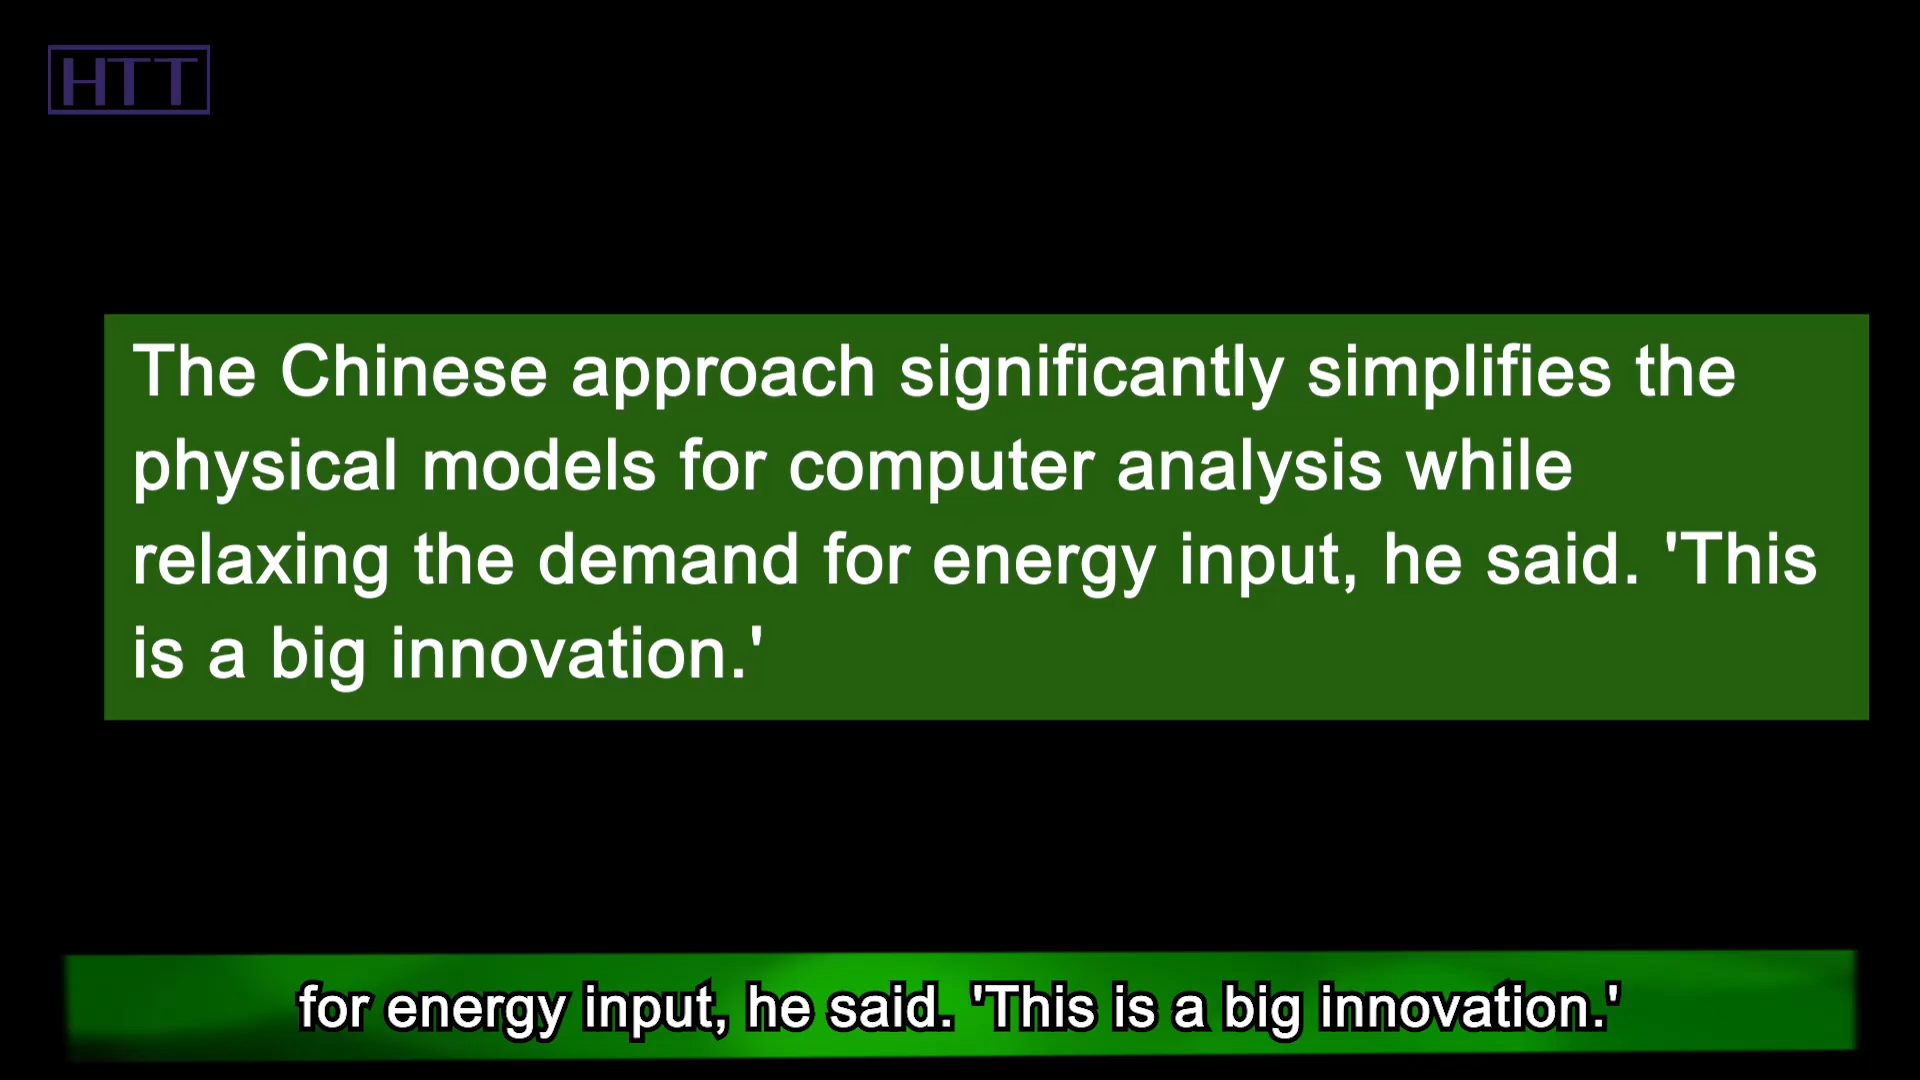 HTT
The Chinese approach significantly simplifies the
physical models for computer analysis while
relaxing the demand for energy input, he said. 'This
is a big innovation.'
for energy input, he said. 'This is a big innovation.'